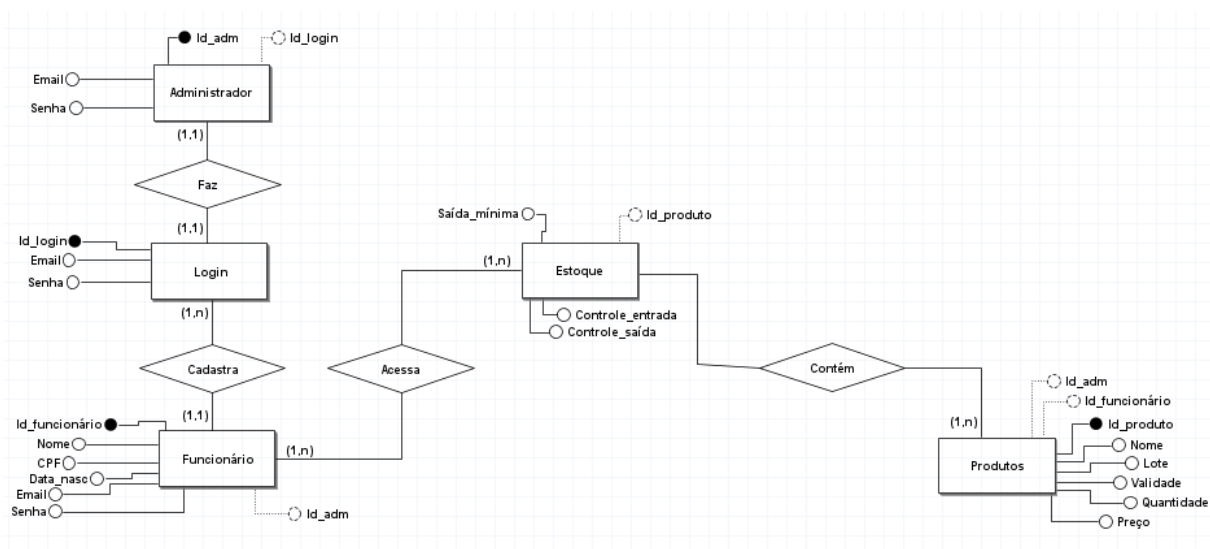 Id_adm
Id_login
Email
Senha
Administrador
(1,1)
Faz
(1,1)
Id_login
Email
Senha
Login
(1,n)
Cadastra
(1,1)
Id_funcionário
Nome
CPF
Data_nasc
Email
Senha
Funcionário
(1,n)
Id_adm
Acessa
(1,n)
Saída_mínima
Id_produto
Estoque
Controle_entrada
Controle_saída
Contém
(1,n)
Id_adm
Id_funcionário
Id_produto
Nome
Lote
Validade
Quantidade
Preço
Produtos